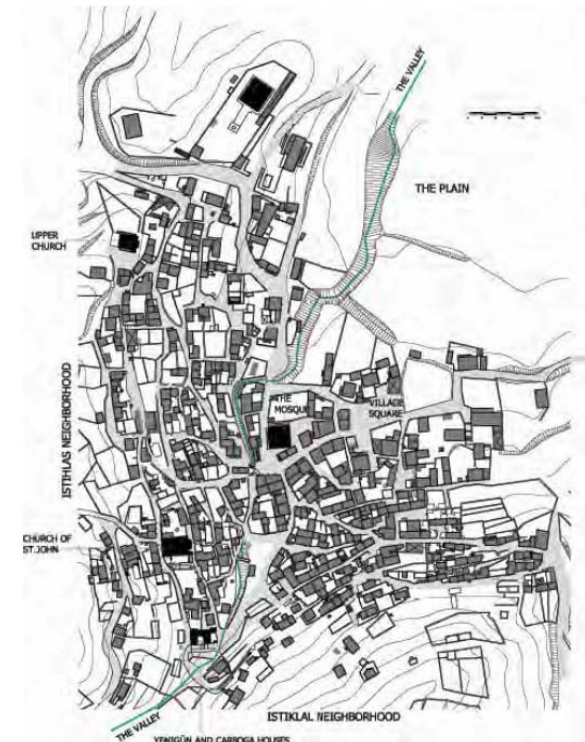 THE VALLEY
THE PLAIN
UPPER
CHURCH
ISTIHLAS NEIGHBORHOOD
THE
MOSQUE
VILLAGE
SQUARE
CHURCH OF
ST.JOHN
ISTIKLAL NEIGHBORHOOD
THE VALLEY
YENIGÜN AND CARBOGA HOUSES